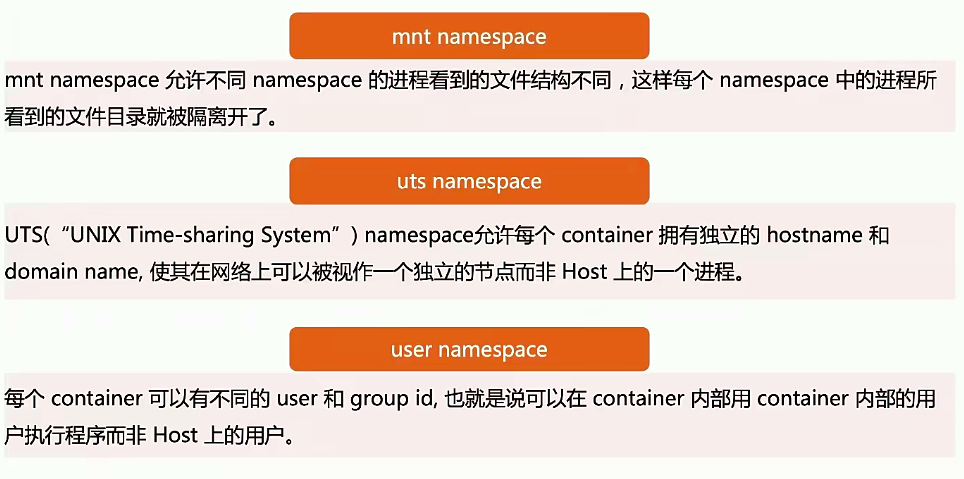 mnt namespace
mnt namespace 允许不同 namespace 的进程看到的文件结构不同，这样每个 namespace 中的进程所
看到的文件目录就被隔离开了。
uts namespace
UTS(“UNIX Time-sharing System”) namespace允许每个 container 拥有独立的 hostname 和
domain name, 使其在网络上可以被视作一个独立的节点而非 Host 上的一个进程。
user namespace
每个 container 可以有不同的 user 和 group id, 也就是说可以在 container 内部用 container 内部的用
户执行程序而非 Host 上的用户。